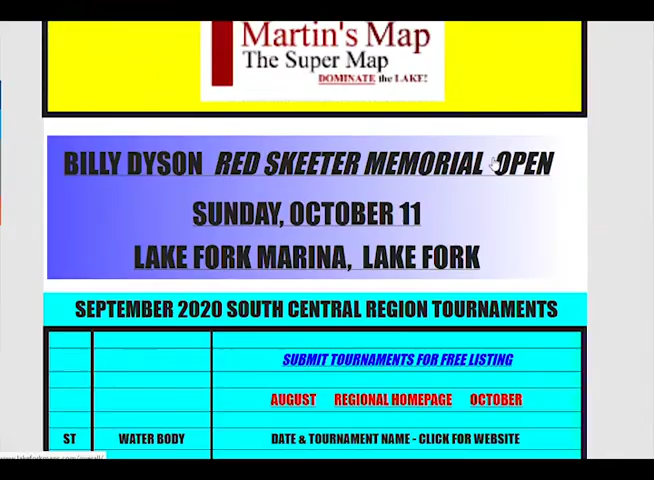 Martin's Map
The Super Map
DOMINATE the LAKE!
BILLY DYSON RED SKEETER MEMORIAL OPEN
SUNDAY, OCTOBER 11
LAKE FORK MARINA, LAKE FORK
SEPTEMBER 2020 SOUTH CENTRAL REGION TOURNAMENTS
SUBMIT TOURNAMENTS FOR FREE LISTING
AUGUST REGIONAL HOMEPAGE OCTOBER
ST WATER BODY DATE & TOURNAMENT NAME - CLICK FOR WEBSITE